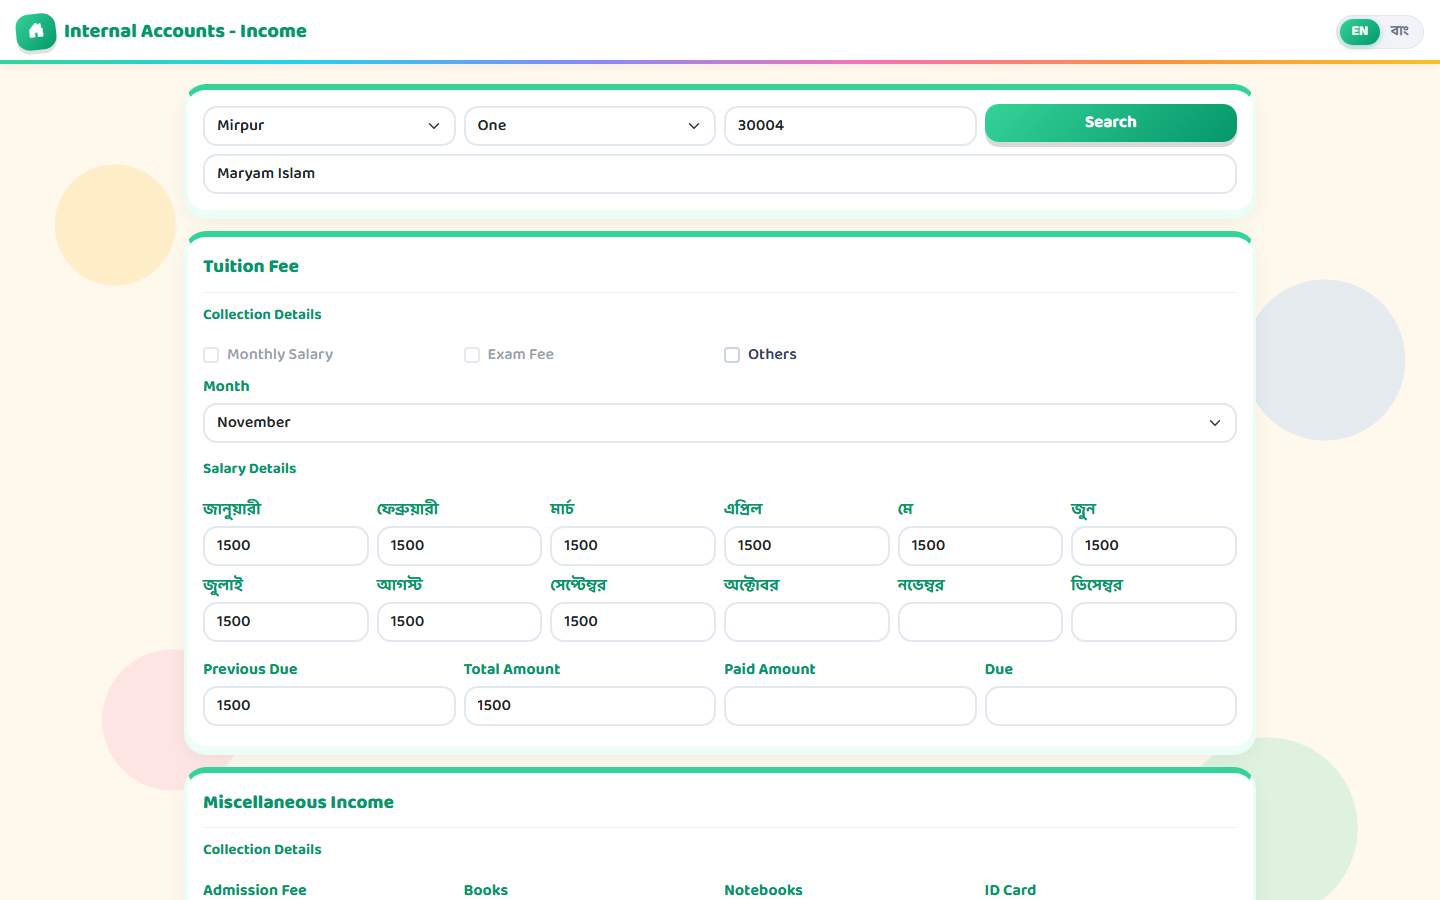 Internal Accounts - Income
EN বাং
Mirpur One 30004 Search
Maryam Islam
Tuition Fee
Collection Details
Monthly Salary Exam Fee Others
Month
November
Salary Details
জানুয়ারী ফেব্রুয়ারী মার্চ এপ্রিল মে জুন
1500 1500 1500 1500 1500 1500
জুলাই আগস্ট সেপ্টেম্বর অক্টোবর নভেম্বর ডিসেম্বর
1500 1500 1500
Previous Due Total Amount Paid Amount Due
1500 1500
Miscellaneous Income
Collection Details
Admission Fee Books Notebooks ID Card